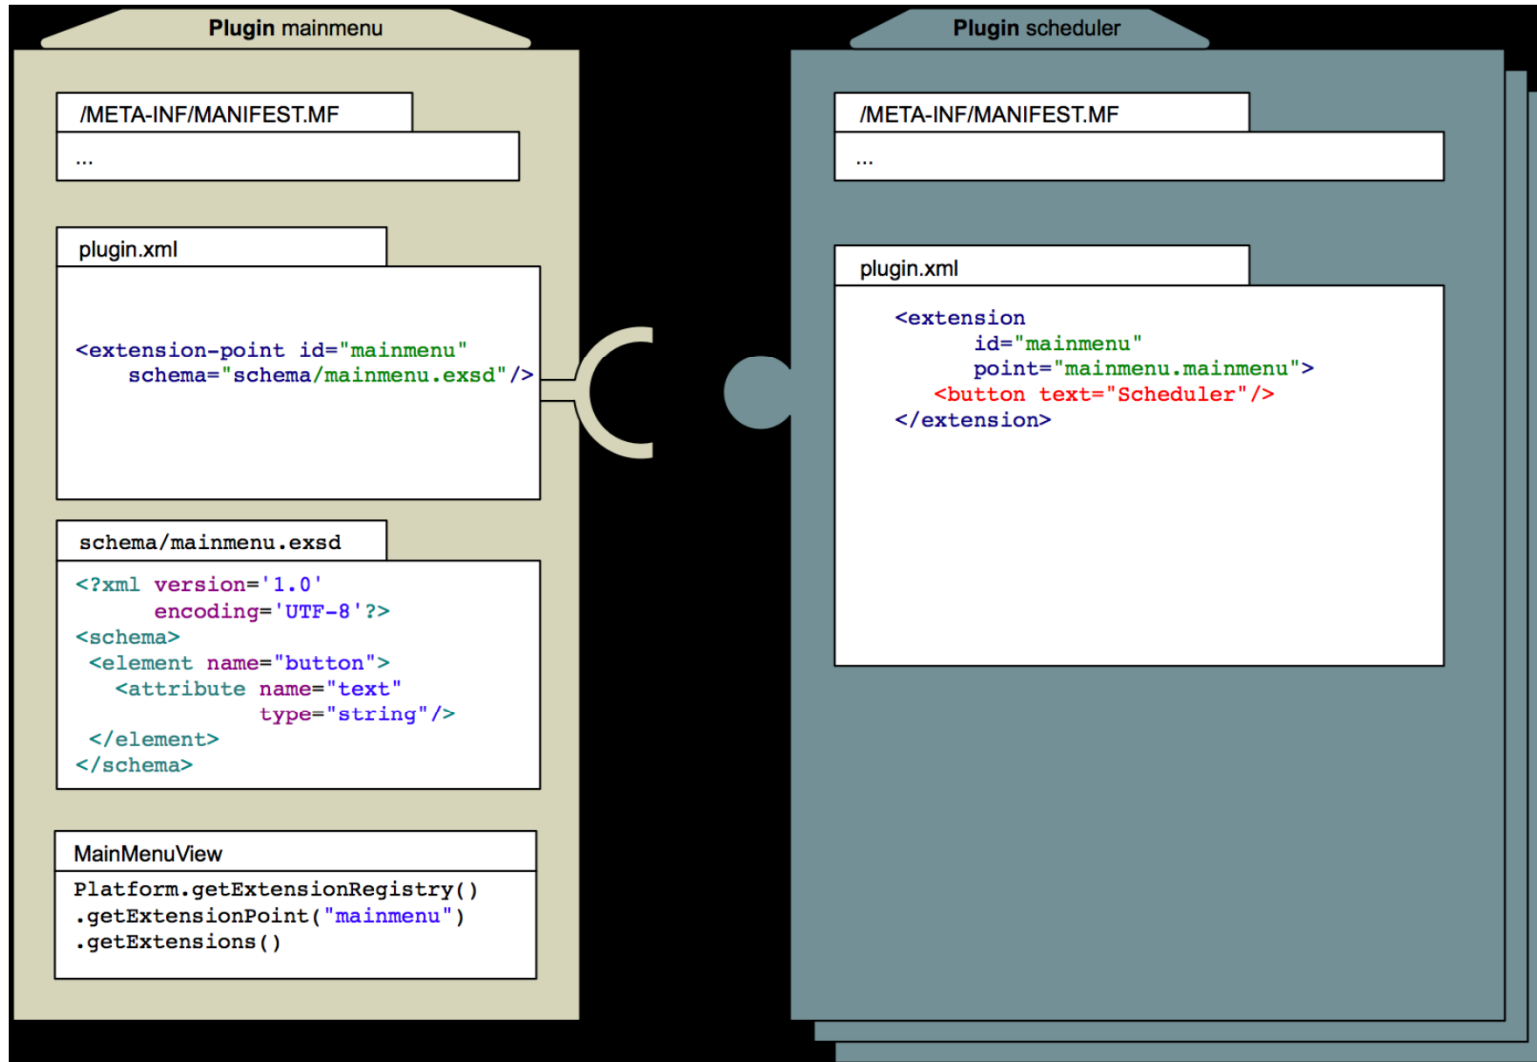 Plugin mainmenu
/META-INF/MANIFEST.MF
...
plugin.xml
<extension-point id="mainmenu"
schema="schema/mainmenu.exsd"/>
schema/mainmenu.exsd
<?xml version='1.0'
encoding='UTF-8'?>
<schema>
<element name="button">
<attribute name="text"
type="string"/>
</element>
</schema>
MainMenuView
Platform.getExtensionRegistry()
.getExtensionPoint("mainmenu")
.getExtensions()
Plugin scheduler
/META-INF/MANIFEST.MF
...
plugin.xml
<extension
id="mainmenu"
point="mainmenu.mainmenu">
<button text="Scheduler"/>
</extension>